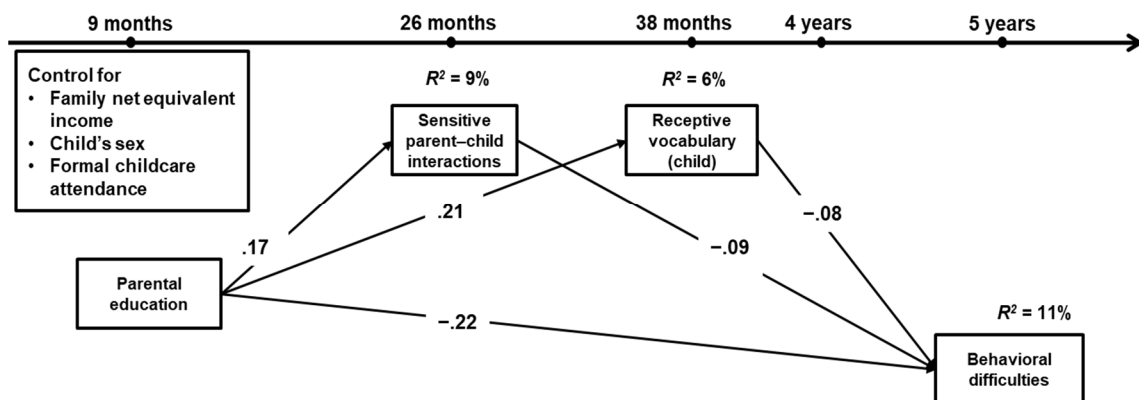 9 months
26 months
38 months
4 years
5 years
Control for
• Family net equivalent
income
• Child's sex
• Formal childcare
attendance
R² = 9%
R² = 6%
Sensitive
parent–child
interactions
Receptive
vocabulary
(child)
.17
.21
−.09
−.08
Parental
education
−.22
R² = 11%
Behavioral
difficulties